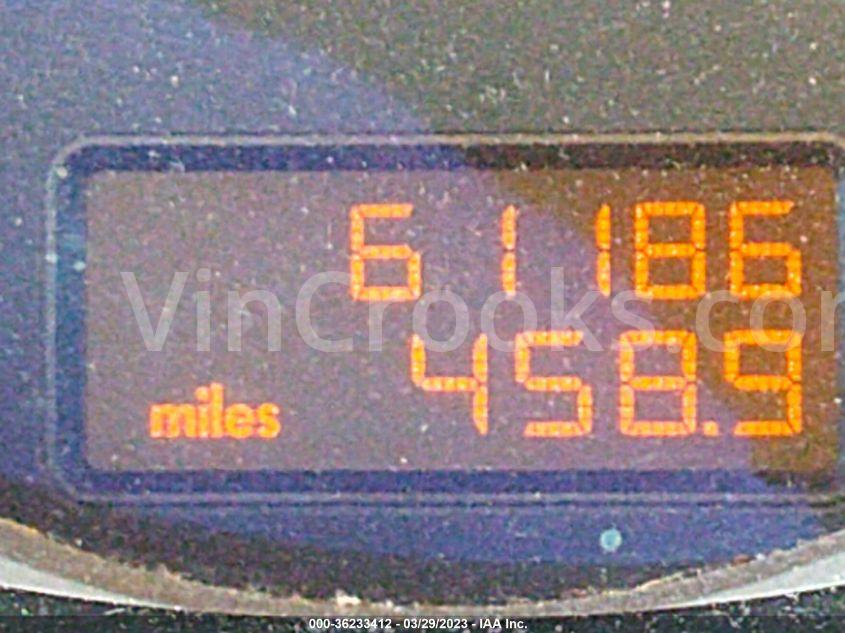 61186
458.9
miles
VinCrooks.com
000-36233412 - 03/29/2023 - IAA Inc.